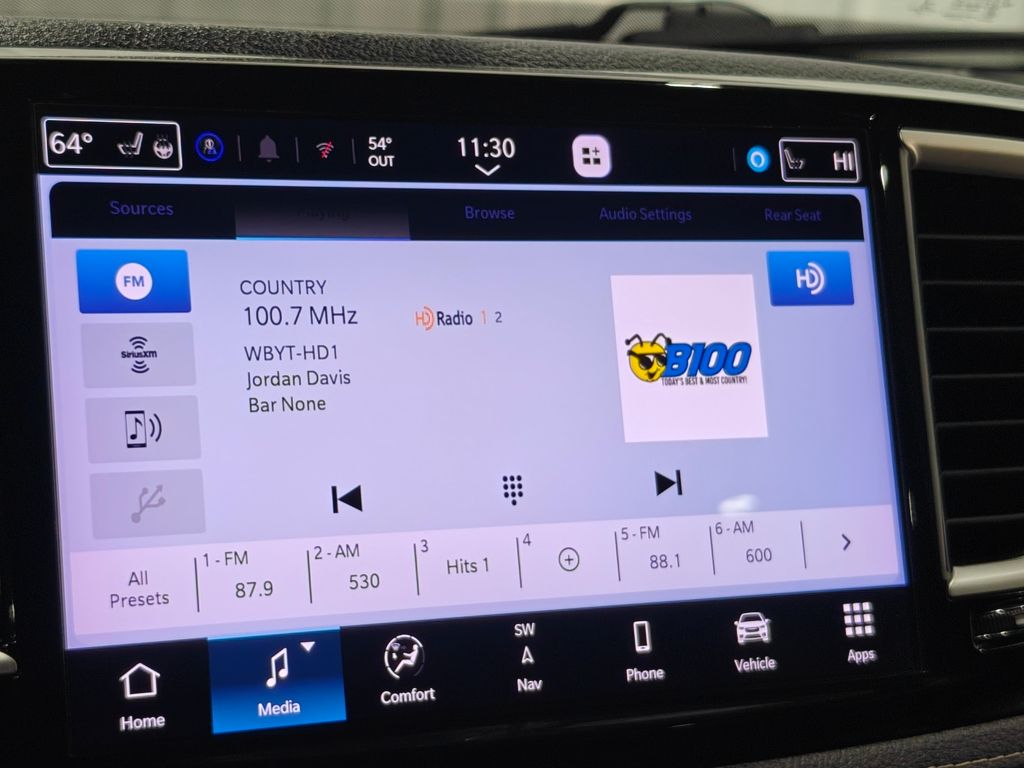 64°
54°
OUT
11:30
HI
Sources
Playing
Browse
Audio Settings
Rear Seat
FM
HD
COUNTRY
100.7 MHz
HD Radio 1 2
WBYT-HD1
Jordan Davis
Bar None
SiriusXM
B100
TODAY'S BEST & MOST COUNTRY!
All
Presets
1 - FM
87.9
2 - AM
530
3
Hits 1
4
5 - FM
88.1
6 - AM
600
Home
Media
Comfort
SW
Nav
Phone
Vehicle
Apps